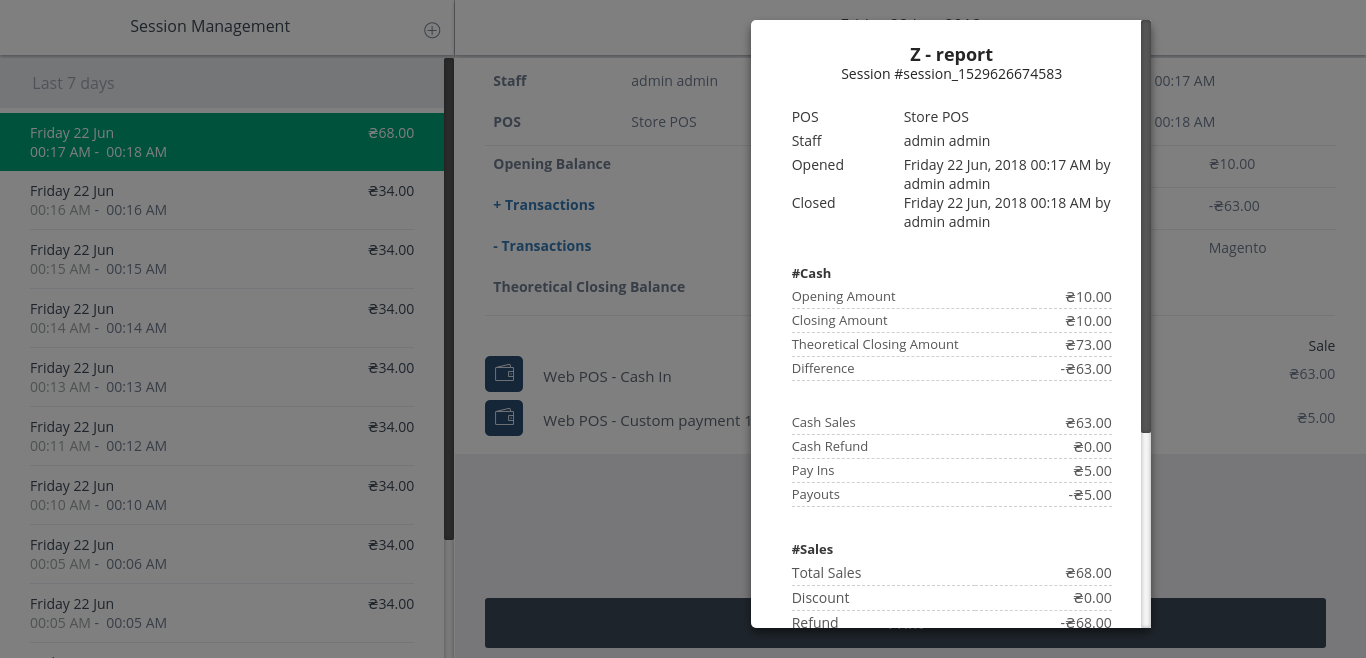 Session Management
Last 7 days
Friday 22 Jun ₴68.00
00:17 AM - 00:18 AM
Friday 22 Jun ₴34.00
00:16 AM - 00:16 AM
Friday 22 Jun ₴34.00
00:15 AM - 00:15 AM
Friday 22 Jun ₴34.00
00:14 AM - 00:14 AM
Friday 22 Jun ₴34.00
00:13 AM - 00:13 AM
Friday 22 Jun ₴34.00
00:11 AM - 00:12 AM
Friday 22 Jun ₴34.00
00:10 AM - 00:10 AM
Friday 22 Jun ₴34.00
00:05 AM - 00:06 AM
Friday 22 Jun ₴34.00
00:05 AM - 00:05 AM
Staff admin admin
00:17 AM
POS Store POS
00:18 AM
Opening Balance ₴10.00
+ Transactions -₴63.00
- Transactions Magento
Theoretical Closing Balance
Sale
Web POS - Cash In ₴63.00
Web POS - Custom payment 1 ₴5.00
Z - report
Session #session_1529626674583
POS Store POS
Staff admin admin
Opened Friday 22 Jun, 2018 00:17 AM by
admin admin
Closed Friday 22 Jun, 2018 00:18 AM by
admin admin
#Cash
Opening Amount ₴10.00
Closing Amount ₴10.00
Theoretical Closing Amount ₴73.00
Difference -₴63.00
Cash Sales ₴63.00
Cash Refund ₴0.00
Pay Ins ₴5.00
Payouts -₴5.00
#Sales
Total Sales ₴68.00
Discount ₴0.00
Refund -₴68.00